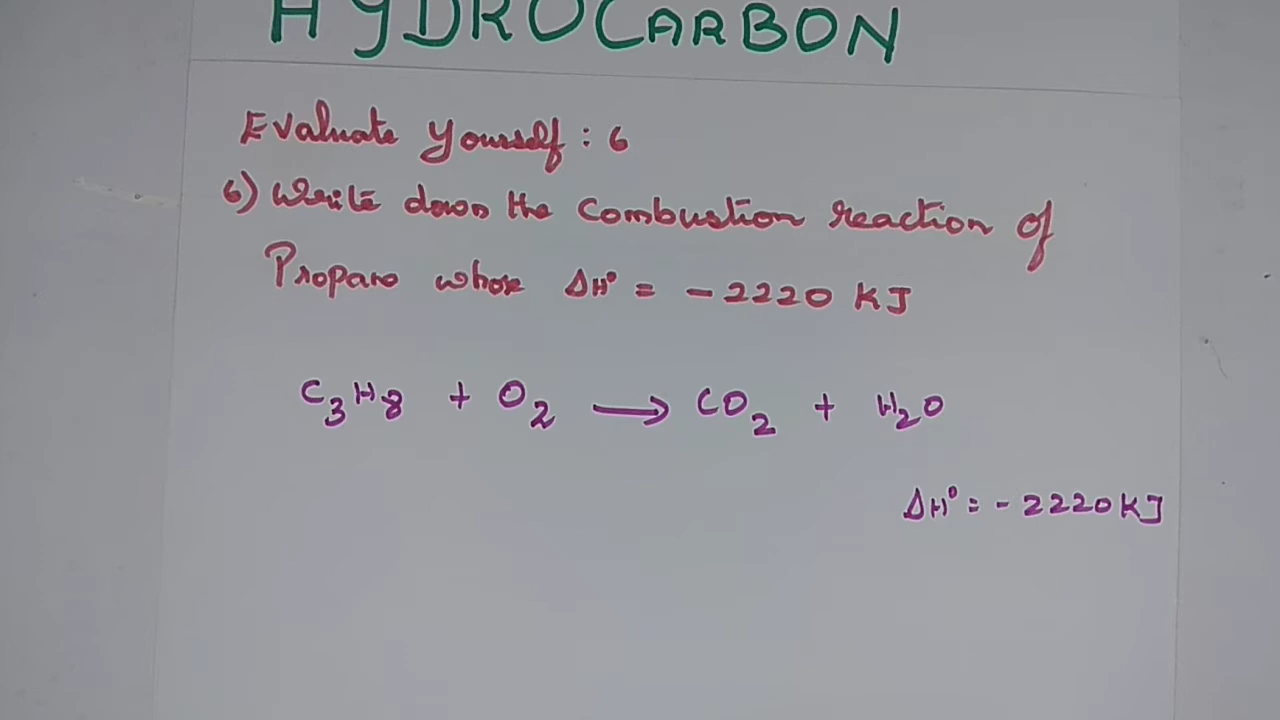 HYDROCARBON
Evaluate yourself : 6
6) Write down the Combustion reaction of
Propane whose ΔH° = -2220 KJ
C₃H₈ + O₂ ⟶ CO₂ + H₂O
ΔH° = -2220 KJ